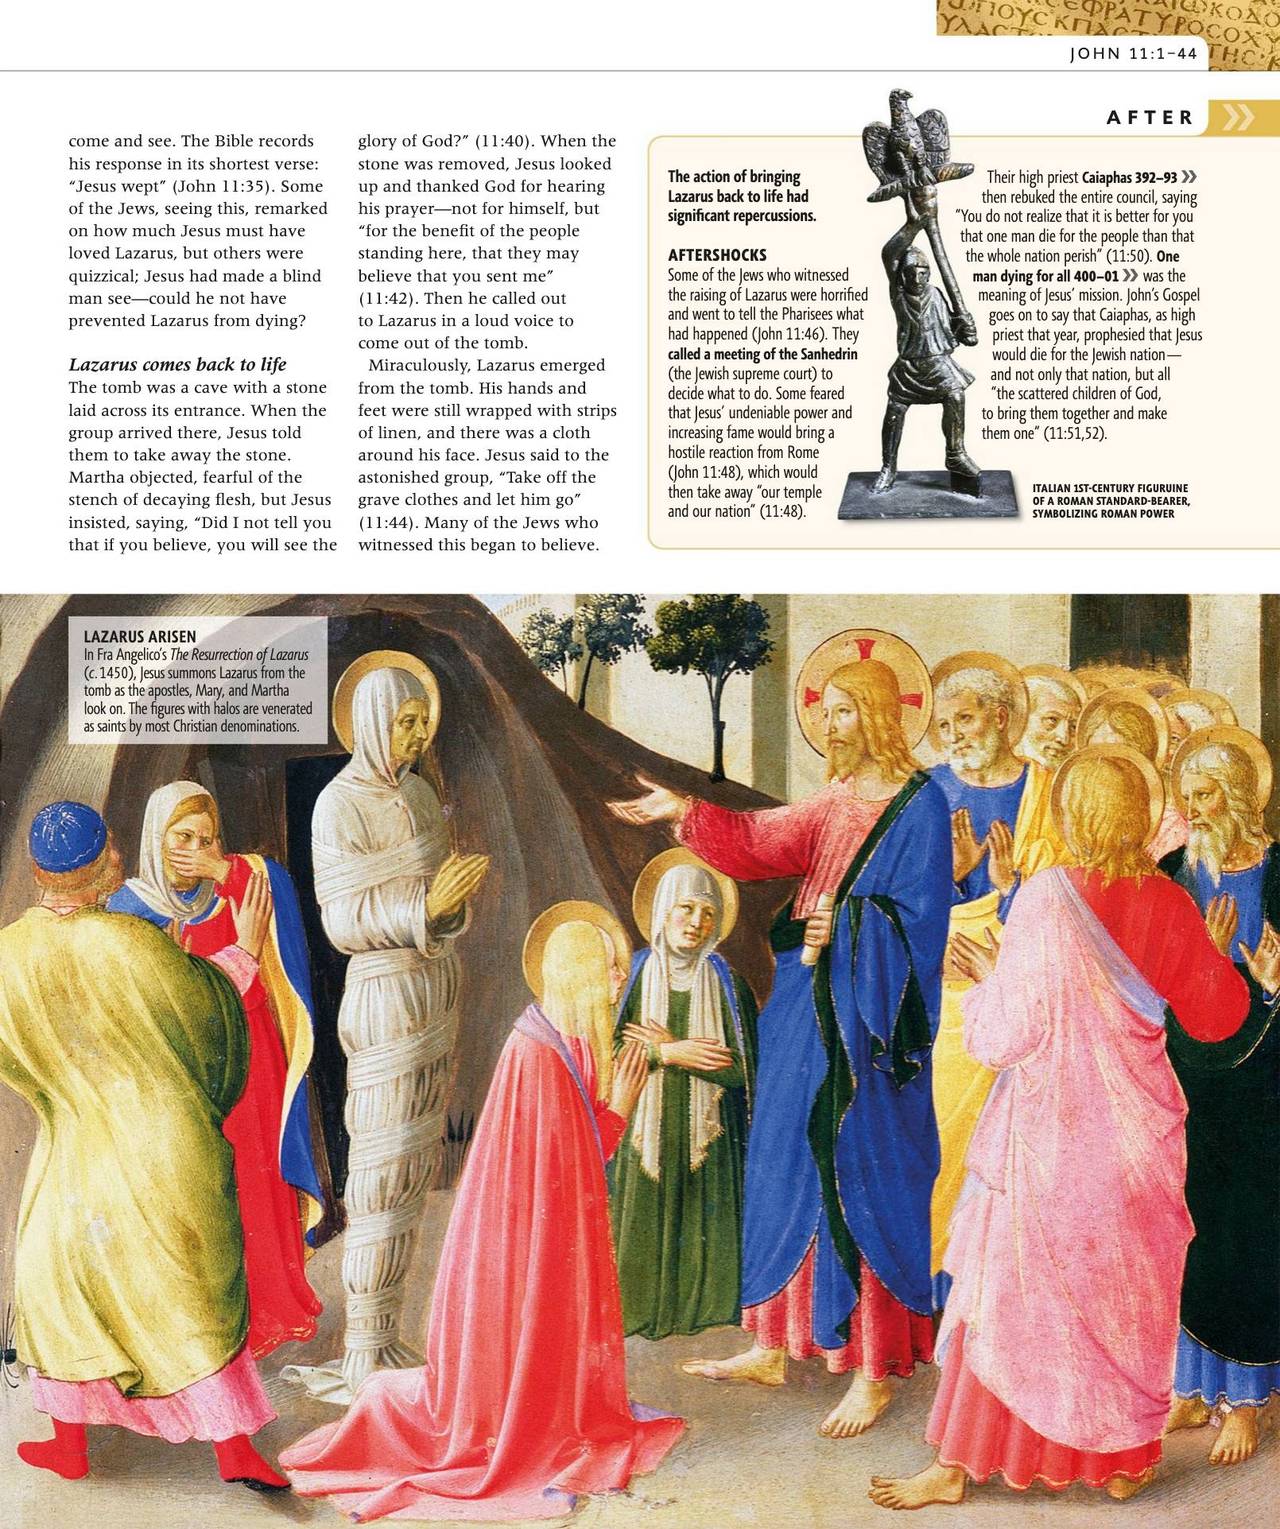 JOHN 11:1–44
come and see. The Bible records
his response in its shortest verse:
“Jesus wept” (John 11:35). Some
of the Jews, seeing this, remarked
on how much Jesus must have
loved Lazarus, but others were
quizzical; Jesus had made a blind
man see—could he not have
prevented Lazarus from dying?
Lazarus comes back to life
The tomb was a cave with a stone
laid across its entrance. When the
group arrived there, Jesus told
them to take away the stone.
Martha objected, fearful of the
stench of decaying flesh, but Jesus
insisted, saying, “Did I not tell you
that if you believe, you will see the
glory of God?” (11:40). When the
stone was removed, Jesus looked
up and thanked God for hearing
his prayer—not for himself, but
“for the benefit of the people
standing here, that they may
believe that you sent me”
(11:42). Then he called out
to Lazarus in a loud voice to
come out of the tomb.
Miraculously, Lazarus emerged
from the tomb. His hands and
feet were still wrapped with strips
of linen, and there was a cloth
around his face. Jesus said to the
astonished group, “Take off the
grave clothes and let him go”
(11:44). Many of the Jews who
witnessed this began to believe.
AFTER »
The action of bringing
Lazarus back to life had
significant repercussions.
AFTERSHOCKS
Some of the Jews who witnessed
the raising of Lazarus were horrified
and went to tell the Pharisees what
had happened (John 11:46). They
called a meeting of the Sanhedrin
(the Jewish supreme court) to
decide what to do. Some feared
that Jesus’ undeniable power and
increasing fame would bring a
hostile reaction from Rome
(John 11:48), which would
then take away “our temple
and our nation” (11:48).
Their high priest Caiaphas 392–93 »
then rebuked the entire council, saying
“You do not realize that it is better for you
that one man die for the people than that
the whole nation perish” (11:50). One
man dying for all 400–01 » was the
meaning of Jesus’ mission. John’s Gospel
goes on to say that Caiaphas, as high
priest that year, prophesied that Jesus
would die for the Jewish nation—
and not only that nation, but all
“the scattered children of God,
to bring them together and make
them one” (11:51,52).
ITALIAN 1ST-CENTURY FIGURUINE
OF A ROMAN STANDARD-BEARER,
SYMBOLIZING ROMAN POWER
LAZARUS ARISEN
In Fra Angelico’s The Resurrection of Lazarus
(c. 1450), Jesus summons Lazarus from the
tomb as the apostles, Mary, and Martha
look on. The figures with halos are venerated
as saints by most Christian denominations.